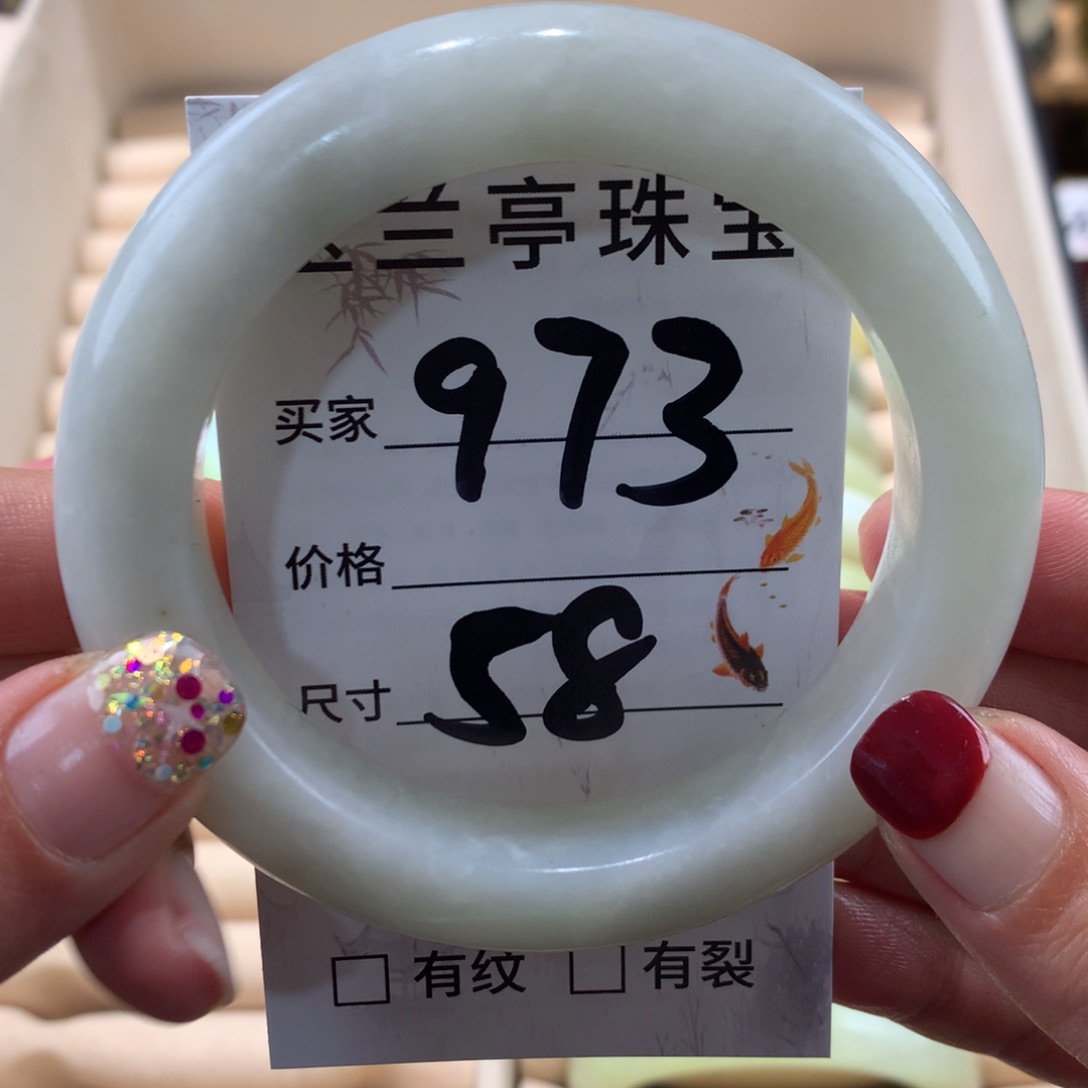 兰亭珠宝
买家 973
价格
尺寸 58
有纹 有裂